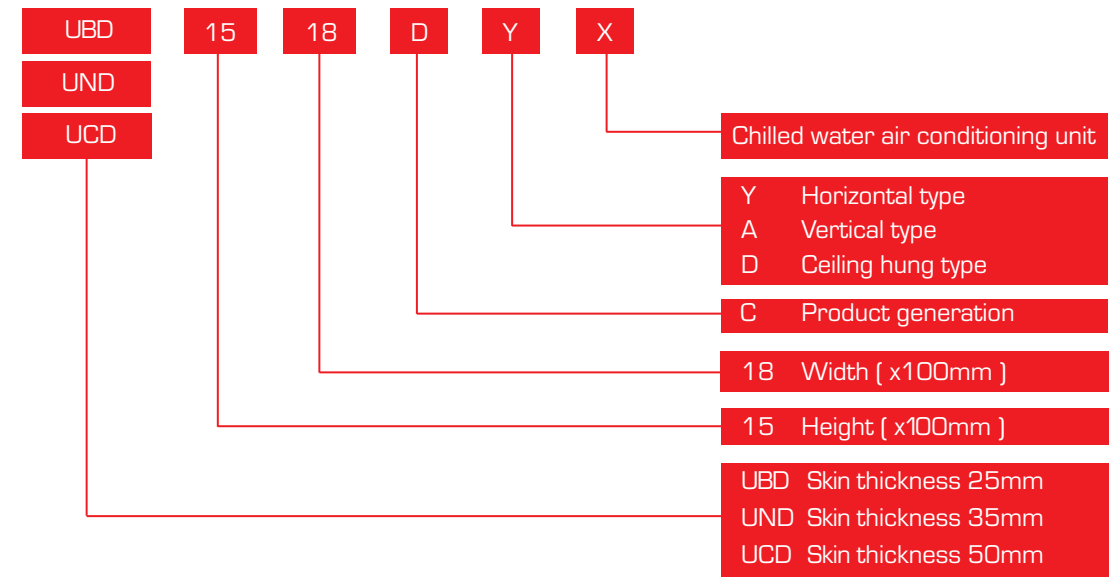 UBD 15 18 D Y X
UND
UCD
Chilled water air conditioning unit
Y Horizontal type
A Vertical type
D Ceiling hung type
C Product generation
18 Width ( x100mm )
15 Height ( x100mm )
UBD Skin thickness 25mm
UND Skin thickness 35mm
UCD Skin thickness 50mm